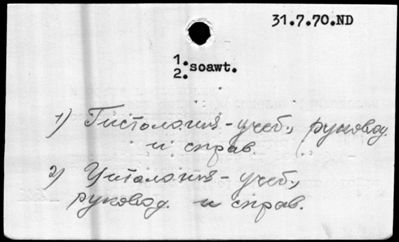 31.7.70.ND
1.
2. soawt.
1) Гистология - учеб., руковод.
и справ.
2) Цитология - учеб.,
руковод. и справ.